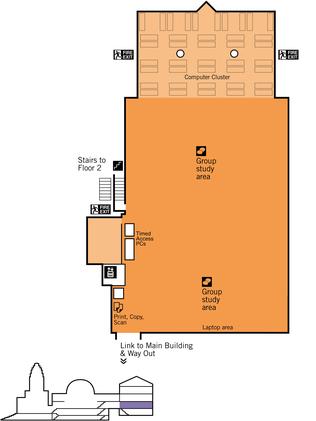 FIRE
EXIT
FIRE
EXIT
Computer Cluster
Stairs to
Floor 2
Group
study
area
FIRE
EXIT
Timed
Access
PCs
Group
study
area
Print, Copy,
Scan
Laptop area
Link to Main Building
& Way Out